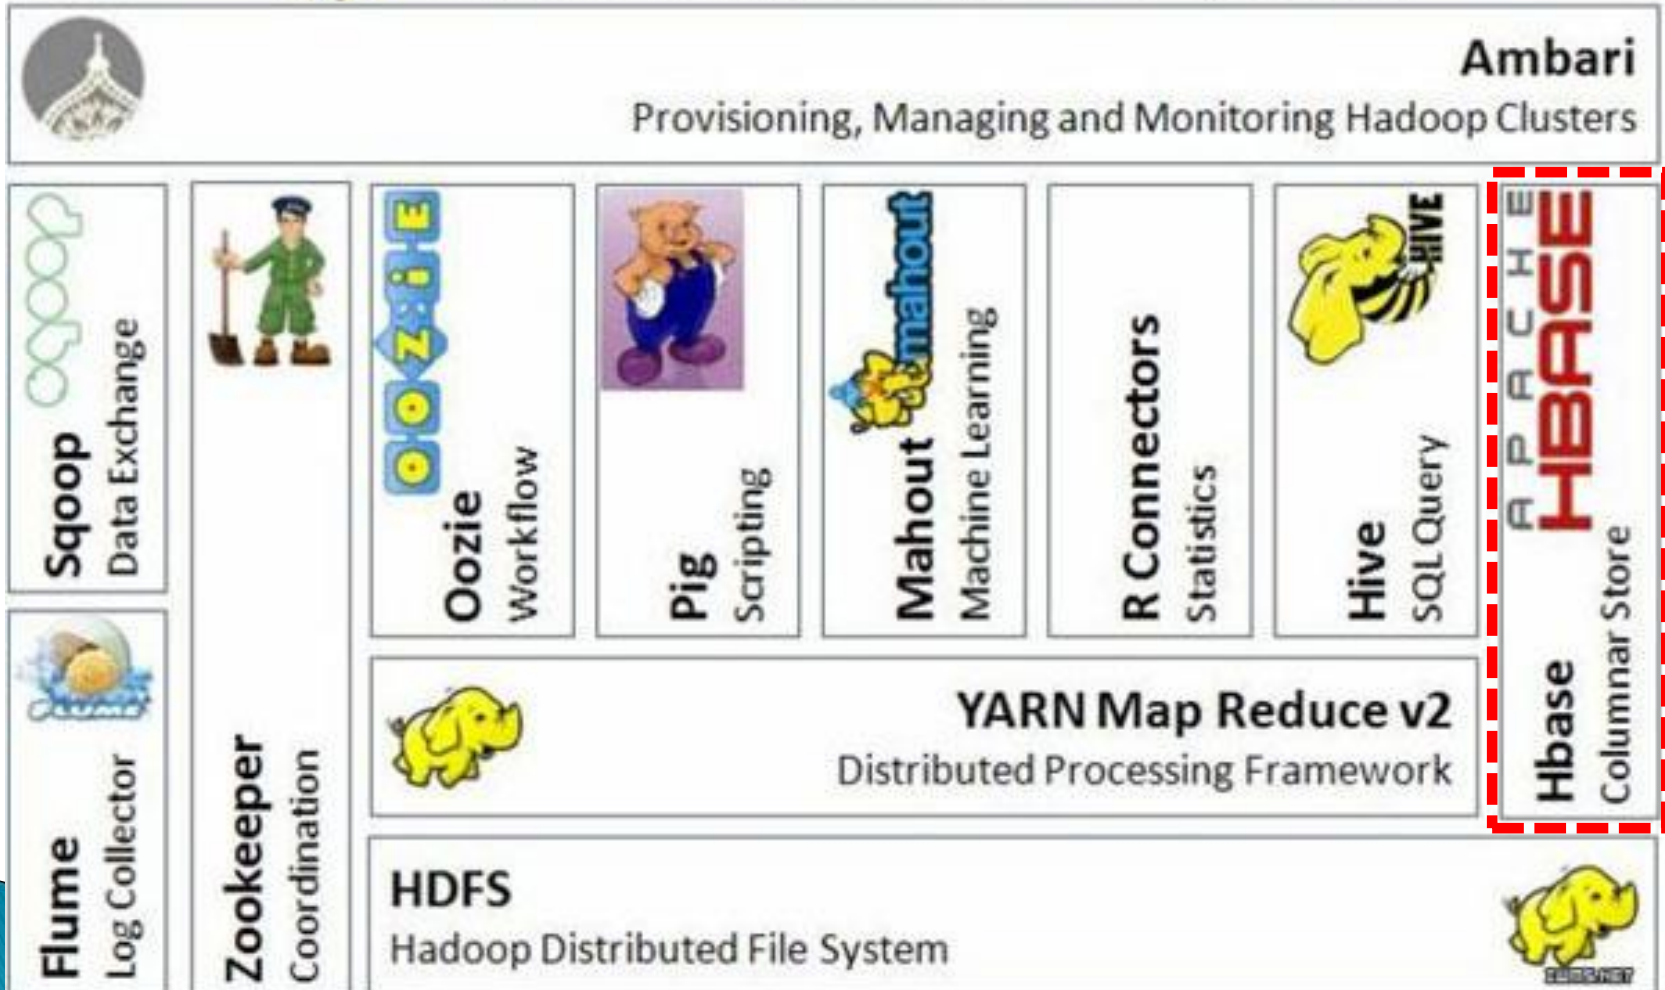 Ambari
Provisioning, Managing and Monitoring Hadoop Clusters
Sqoop
Data Exchange
Flume
FLUME
Log Collector
Zookeeper
Coordination
OOZiE
Oozie
Workflow
Pig
Scripting
mahout
Mahout
Machine Learning
R Connectors
Statistics
HIVE
Hive
SQL Query
APACHE
HBASE
Hbase
Columnar Store
YARN Map Reduce v2
Distributed Processing Framework
HDFS
Hadoop Distributed File System